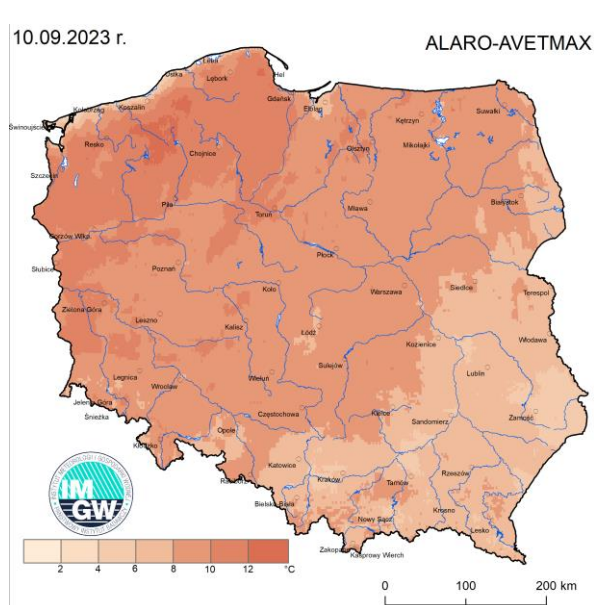 10.09.2023 r.
ALARO-AVETMAX
Łeba
Ustka
Lębork
Hel
Kołobrzeg
Koszalin
Gdańsk
Elbląg
Suwałki
Świnoujście
Kętrzyn
Resko
Chojnice
Olsztyn
Mikołajki
Szczecin
Piła
Toruń
Mława
Białystok
Gorzów Wlkp.
Płock
Słubice
Poznań
Koło
Warszawa
Siedlce
Terespol
Zielona Góra
Leszno
Kalisz
Łódź
Kozienice
Włodawa
Legnica
Wrocław
Wieluń
Sulejów
Lublin
Jelenia Góra
Śnieżka
Częstochowa
Kielce
Sandomierz
Zamość
Opole
Kłodzko
Katowice
Racibórz
Kraków
Tarnów
Rzeszów
Bielsko-Biała
Nowy Sącz
Krosno
Lesko
Zakopane
Kasprowy Wierch
IM
GW
2 4 6 8 10 12 °C
0 100 200 km